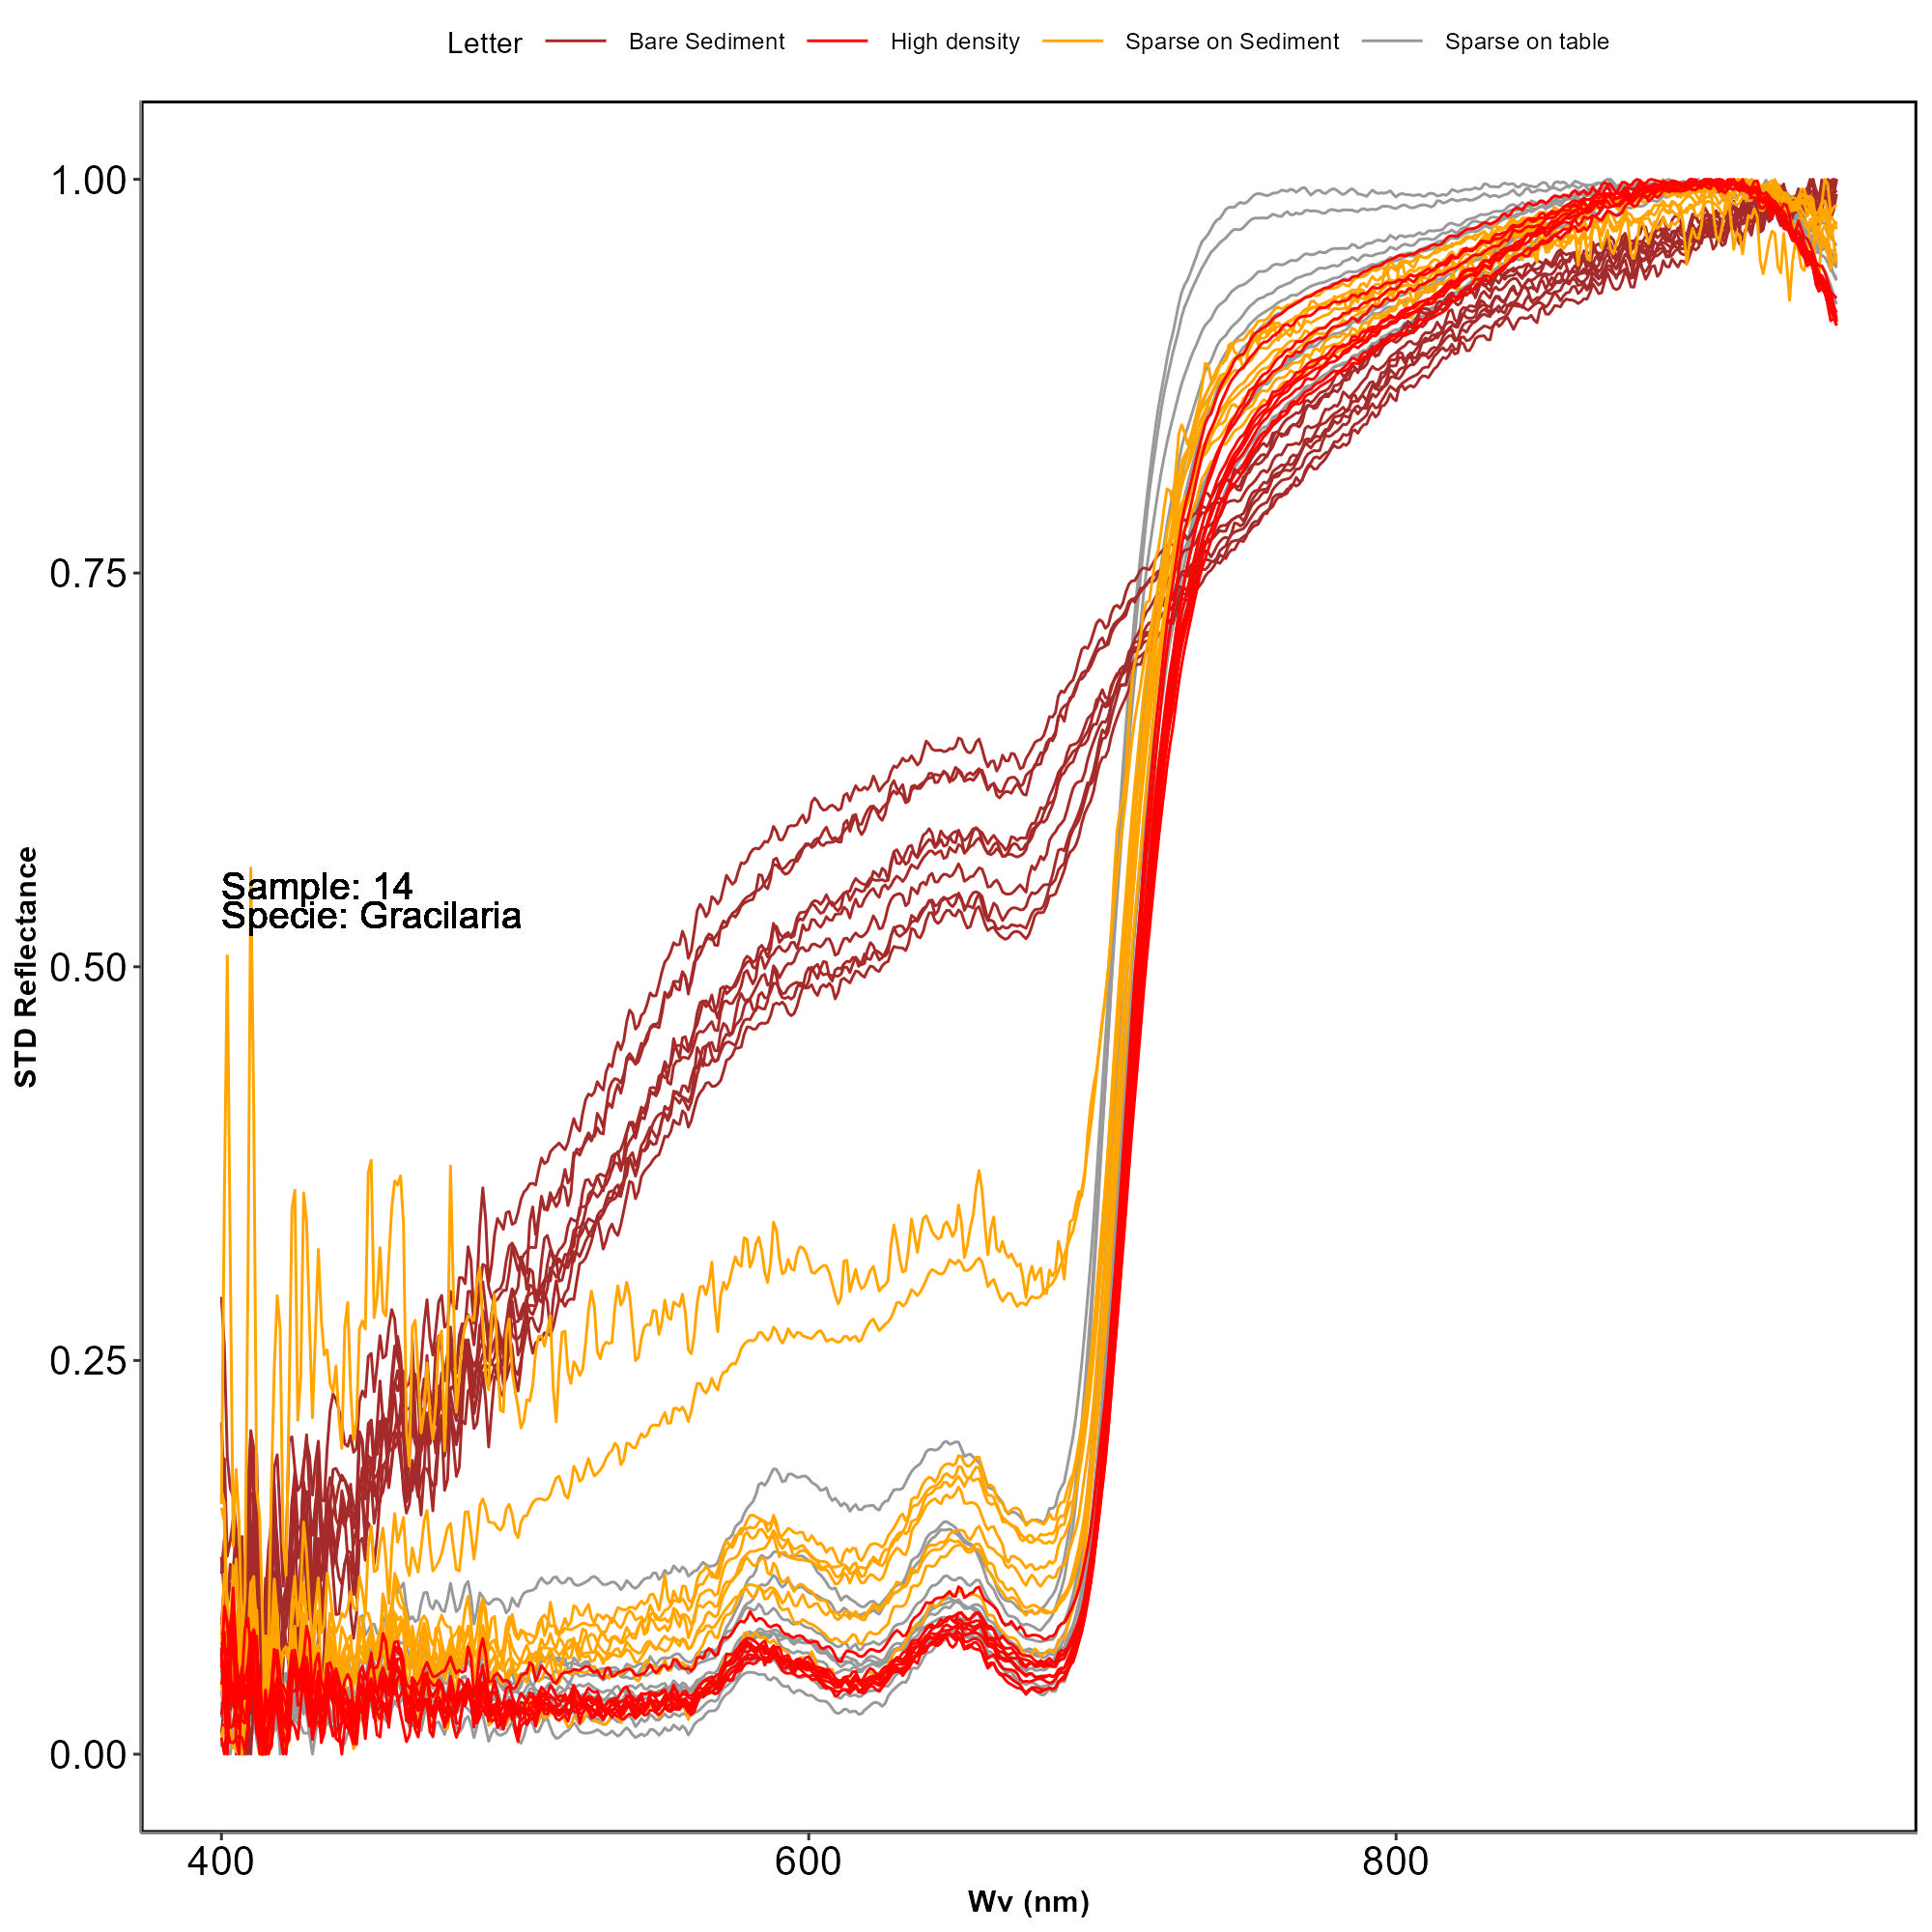 Letter Bare Sediment High density Sparse on Sediment Sparse on table
1.00
0.75
0.50
0.25
0.00
STD Reflectance
Sample: 14
Specie: Gracilaria
400 600 800
Wv (nm)